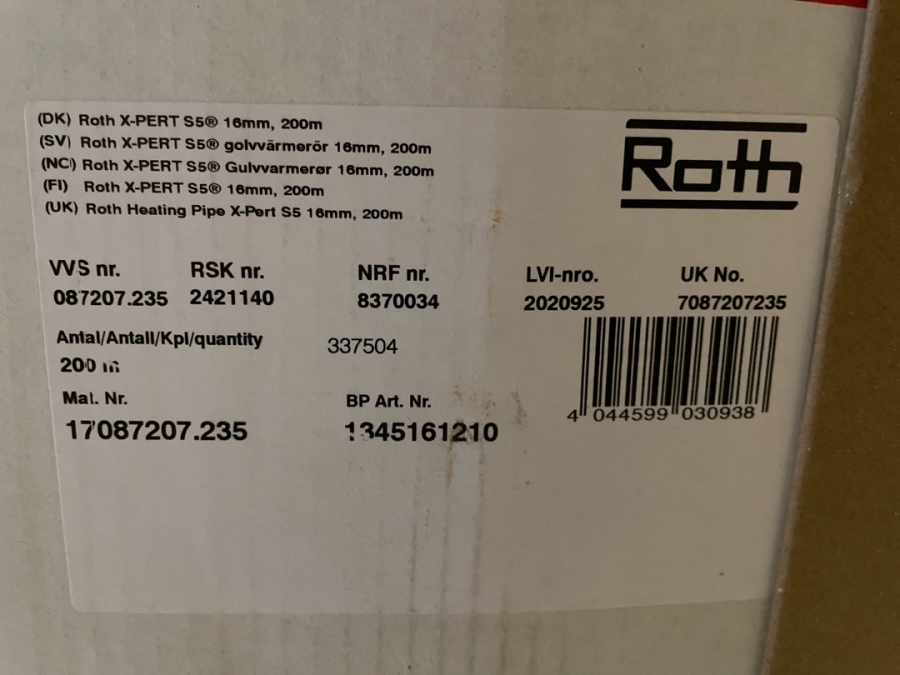 (DK) Roth X-PERT S5® 16mm, 200m
(SV) Roth X-PERT S5® golvvärmerör 16mm, 200m
(NO) Roth X-PERT S5® Gulvvarmerør 16mm, 200m
(FI) Roth X-PERT S5® 16mm, 200m
(UK) Roth Heating Pipe X-Pert S5 16mm, 200m
Roth
VVS nr. RSK nr. NRF nr. LVI-nro. UK No.
087207.235 2421140 8370034 2020925 7087207235
Antal/Antall/Kpl/quantity 337504
200 m
Mat. Nr. BP Art. Nr.
17087207.235 1345161210
4 044599 030938